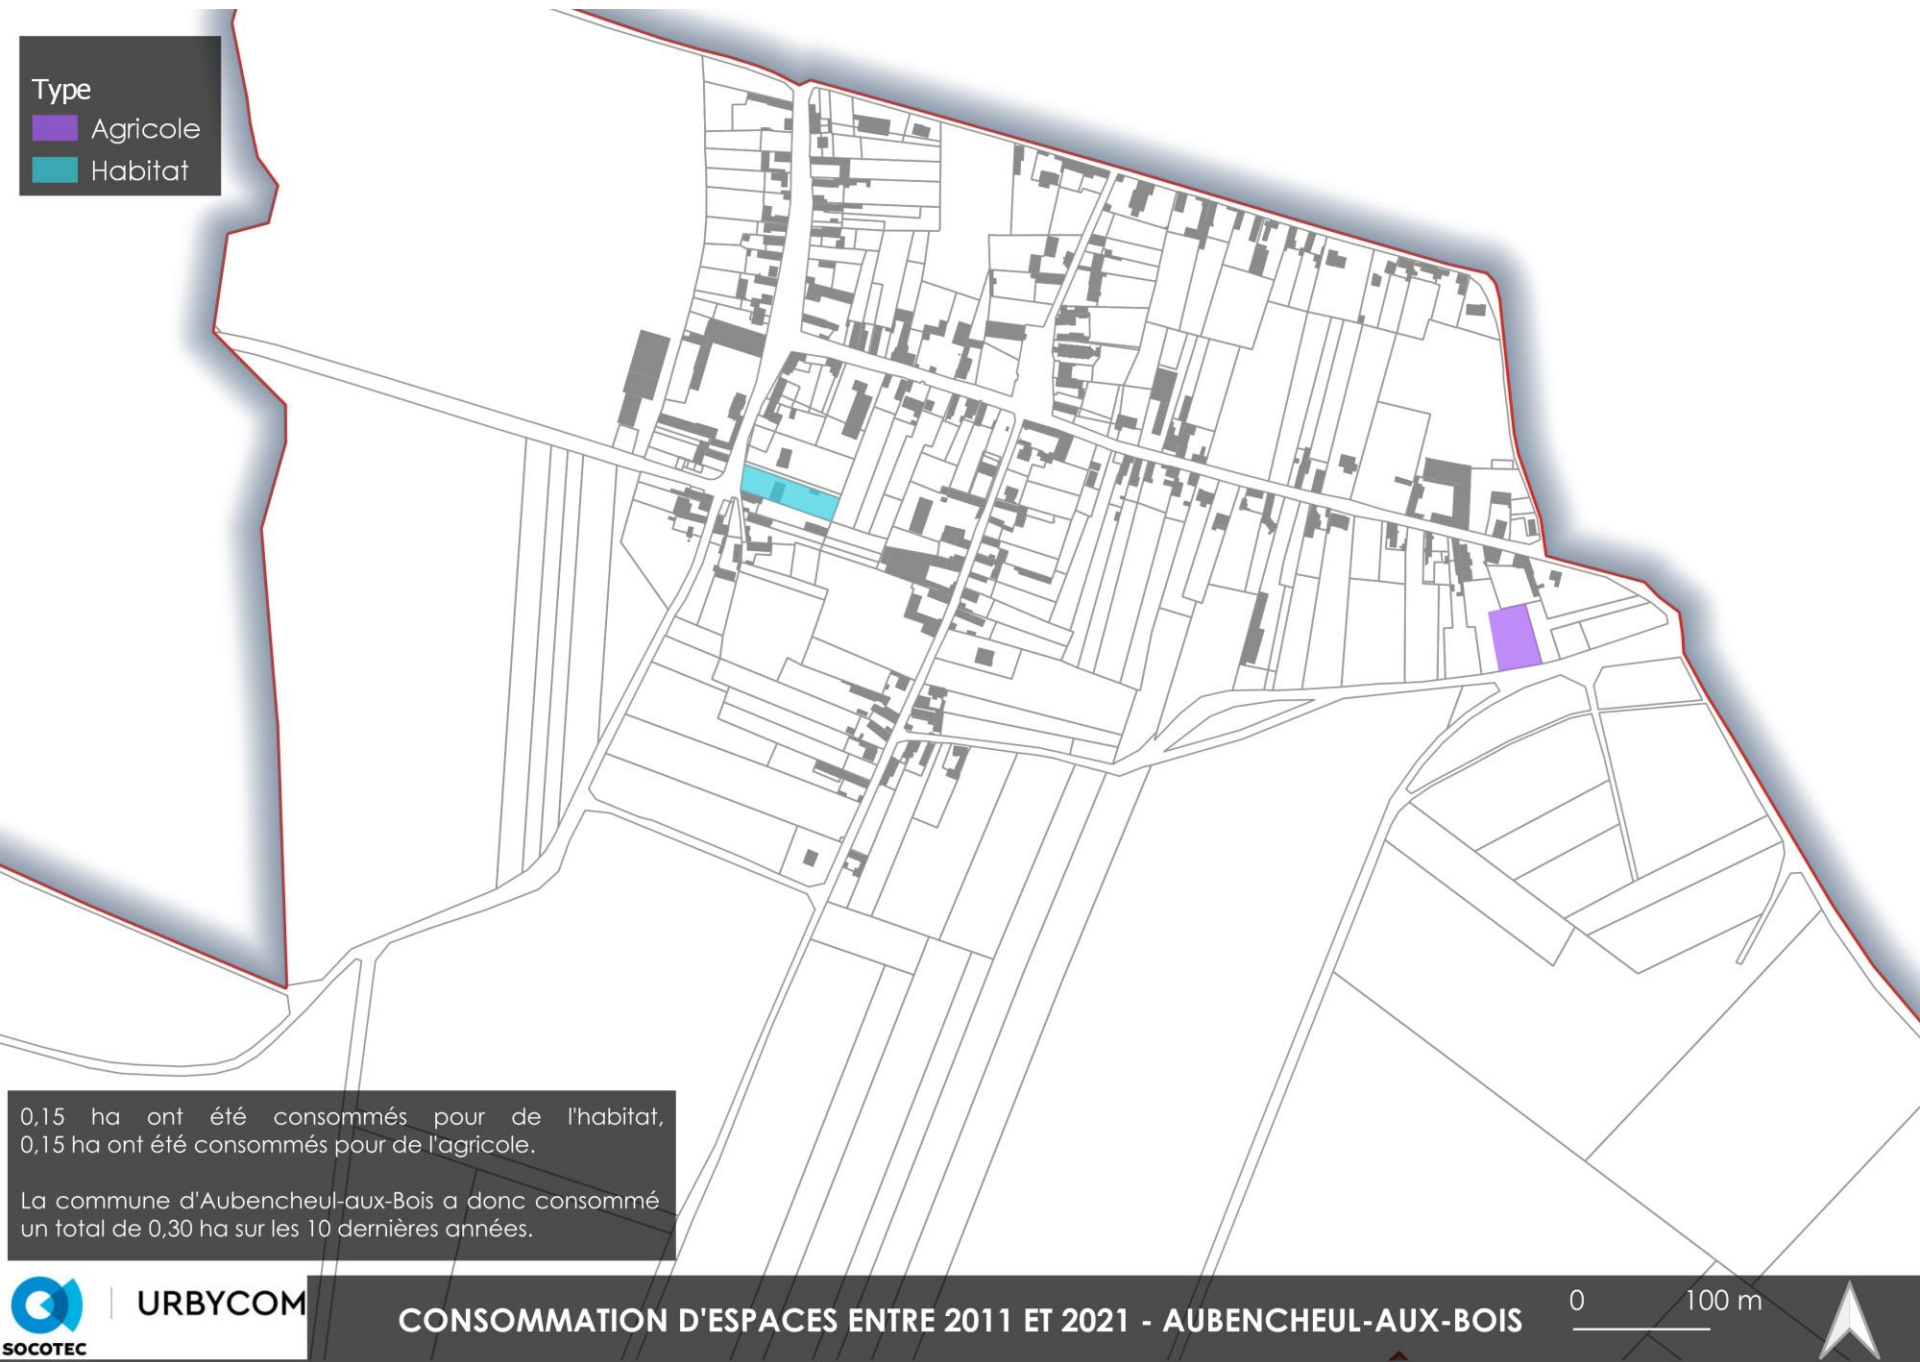 Type
Agricole
Habitat
0,15 ha ont été consommés pour de l'habitat,
0,15 ha ont été consommés pour de l'agricole.
La commune d'Aubencheul-aux-Bois a donc consommé
un total de 0,30 ha sur les 10 dernières années.
SOCOTEC
URBYCOM
CONSOMMATION D'ESPACES ENTRE 2011 ET 2021 - AUBENCHEUL-AUX-BOIS
0 100 m